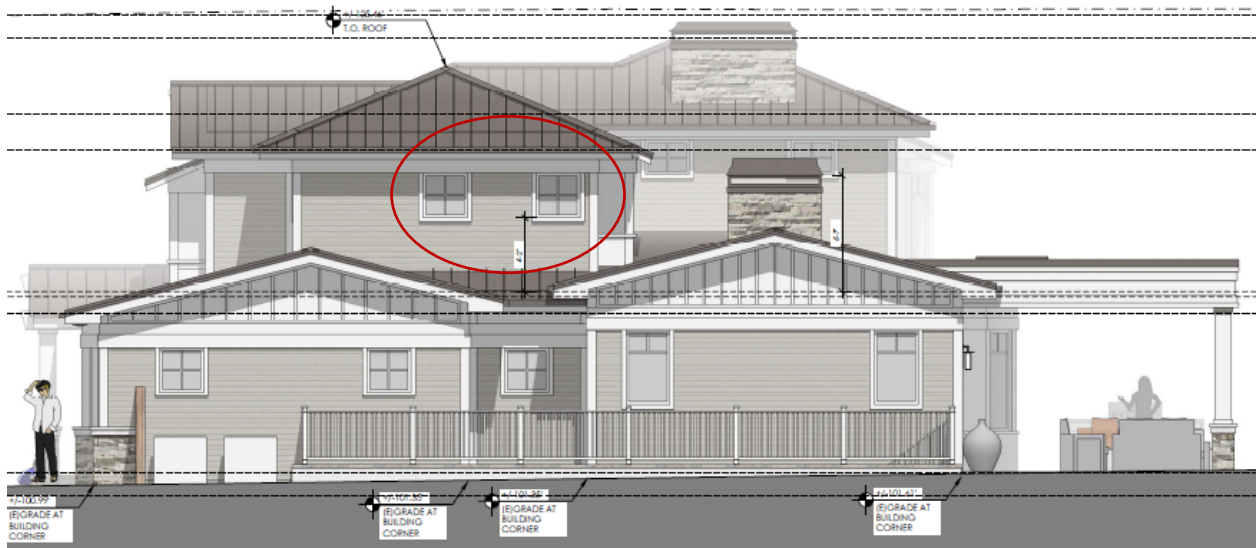 T.O. ROOF
+/-100.99'
(E)GRADE AT
BUILDING
CORNER
(E)GRADE AT
BUILDING
CORNER
(E)GRADE AT
BUILDING
CORNER
(E)GRADE AT
BUILDING
CORNER